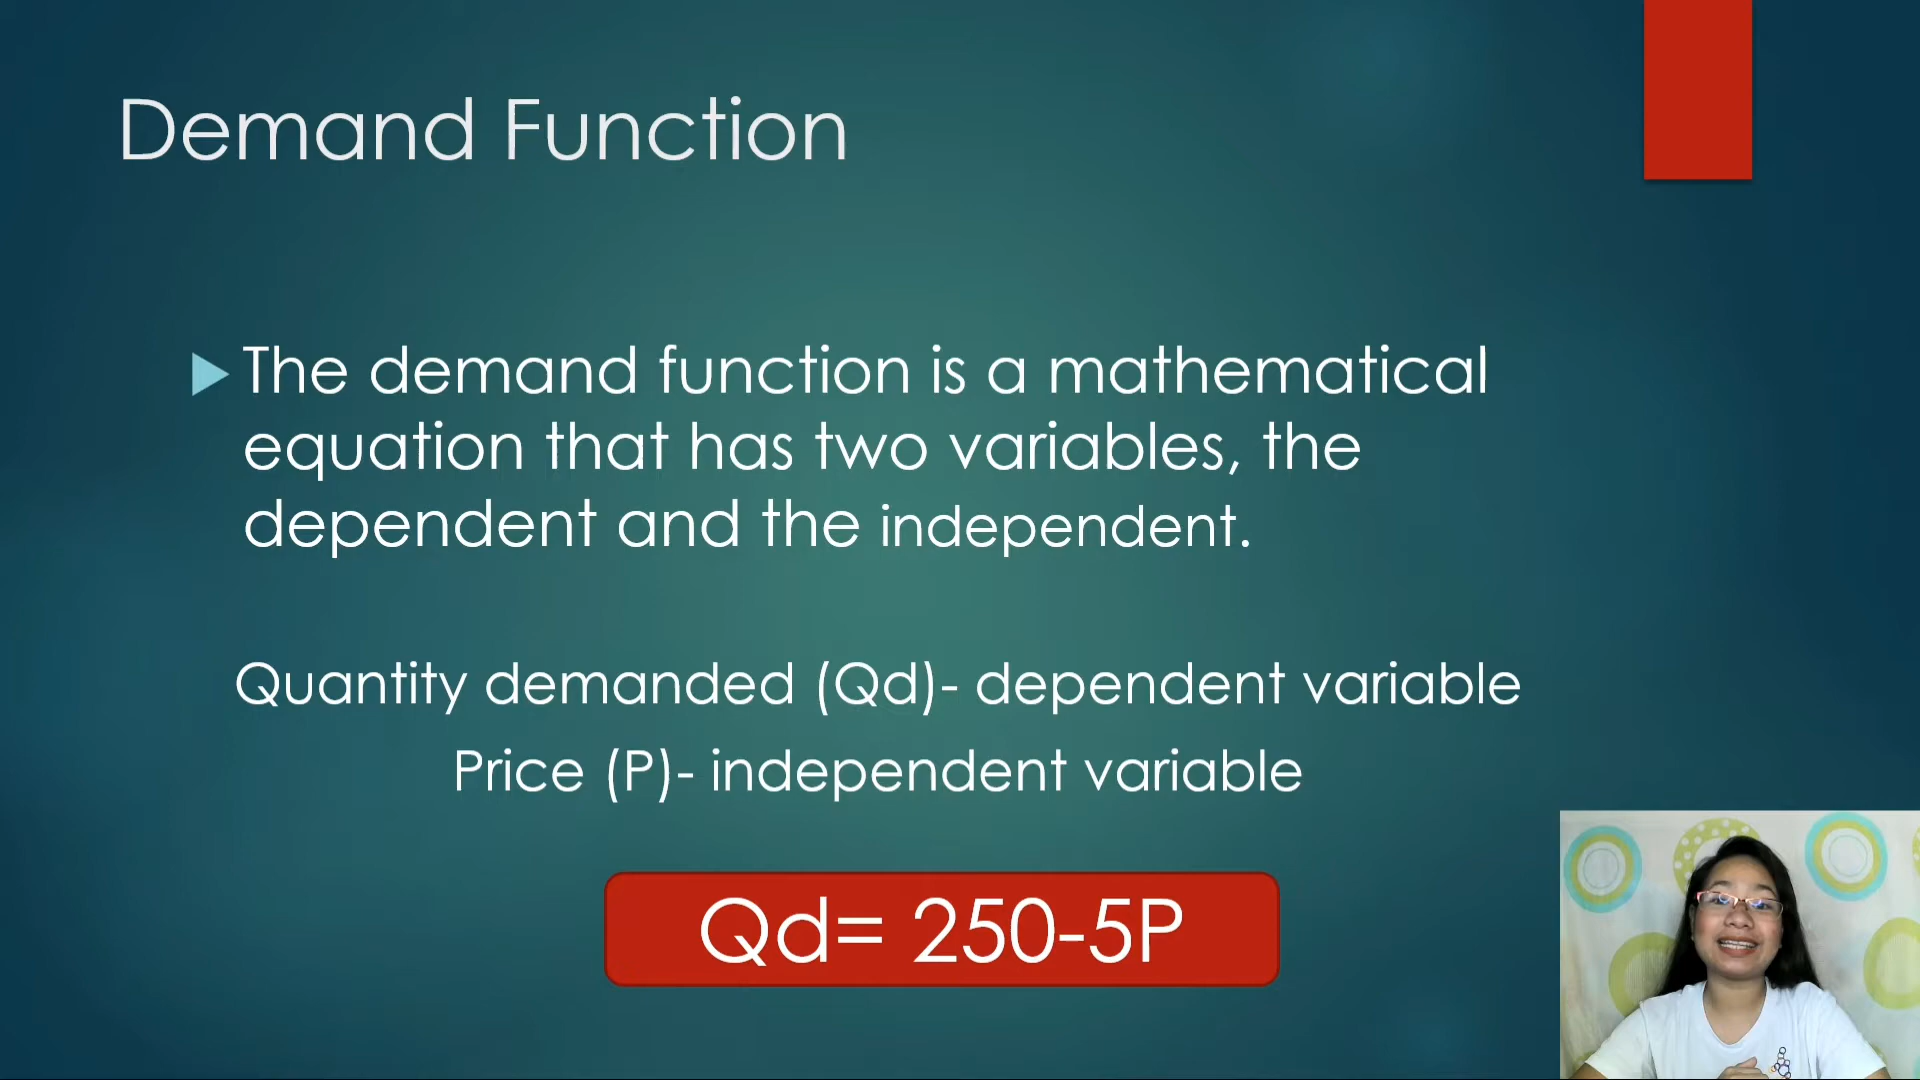 Demand Function
The demand function is a mathematical
equation that has two variables, the
dependent and the independent.
Quantity demanded (Qd)- dependent variable
Price (P)- independent variable
Qd= 250-5P